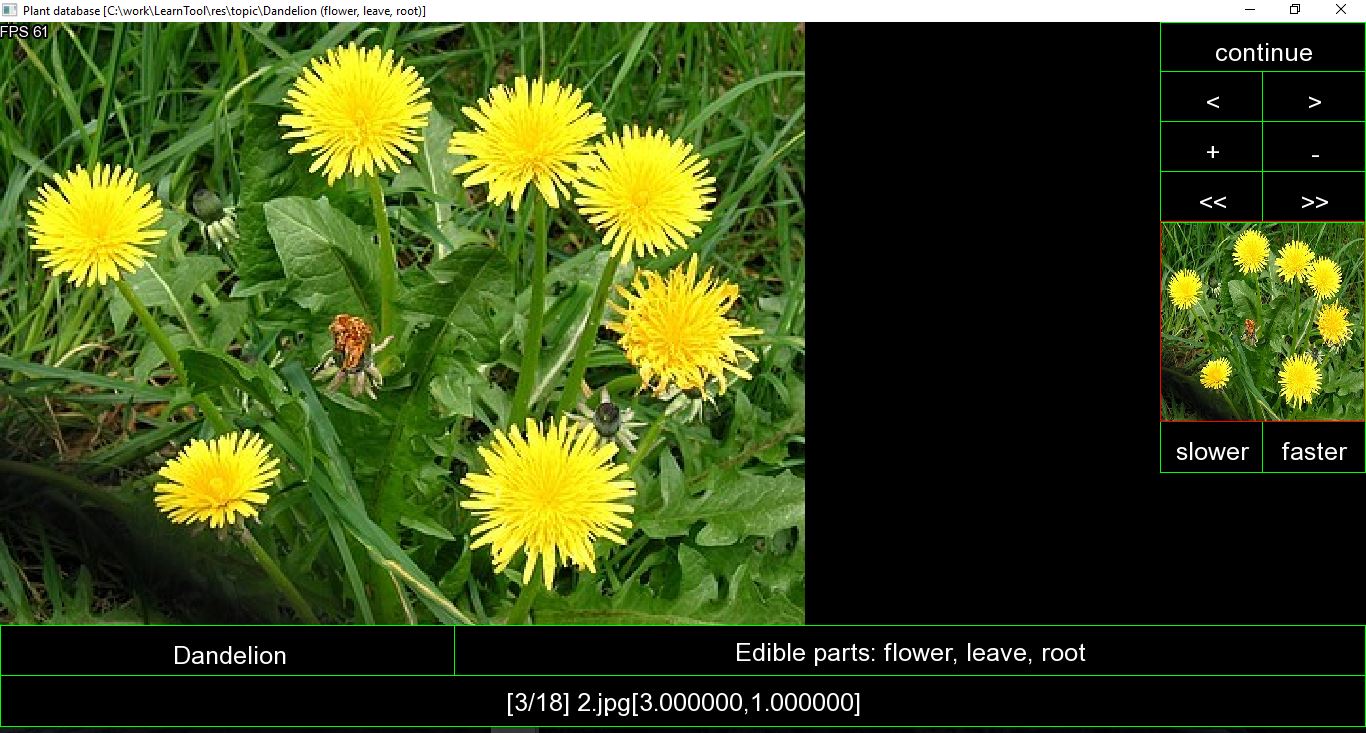 Plant database [C:\work\LearnTool\res\topic\Dandelion (flower, leave, root)]
FPS 61
continue
< >
+ -
<< >>
slower faster
Dandelion
Edible parts: flower, leave, root
[3/18] 2.jpg[3.000000,1.000000]